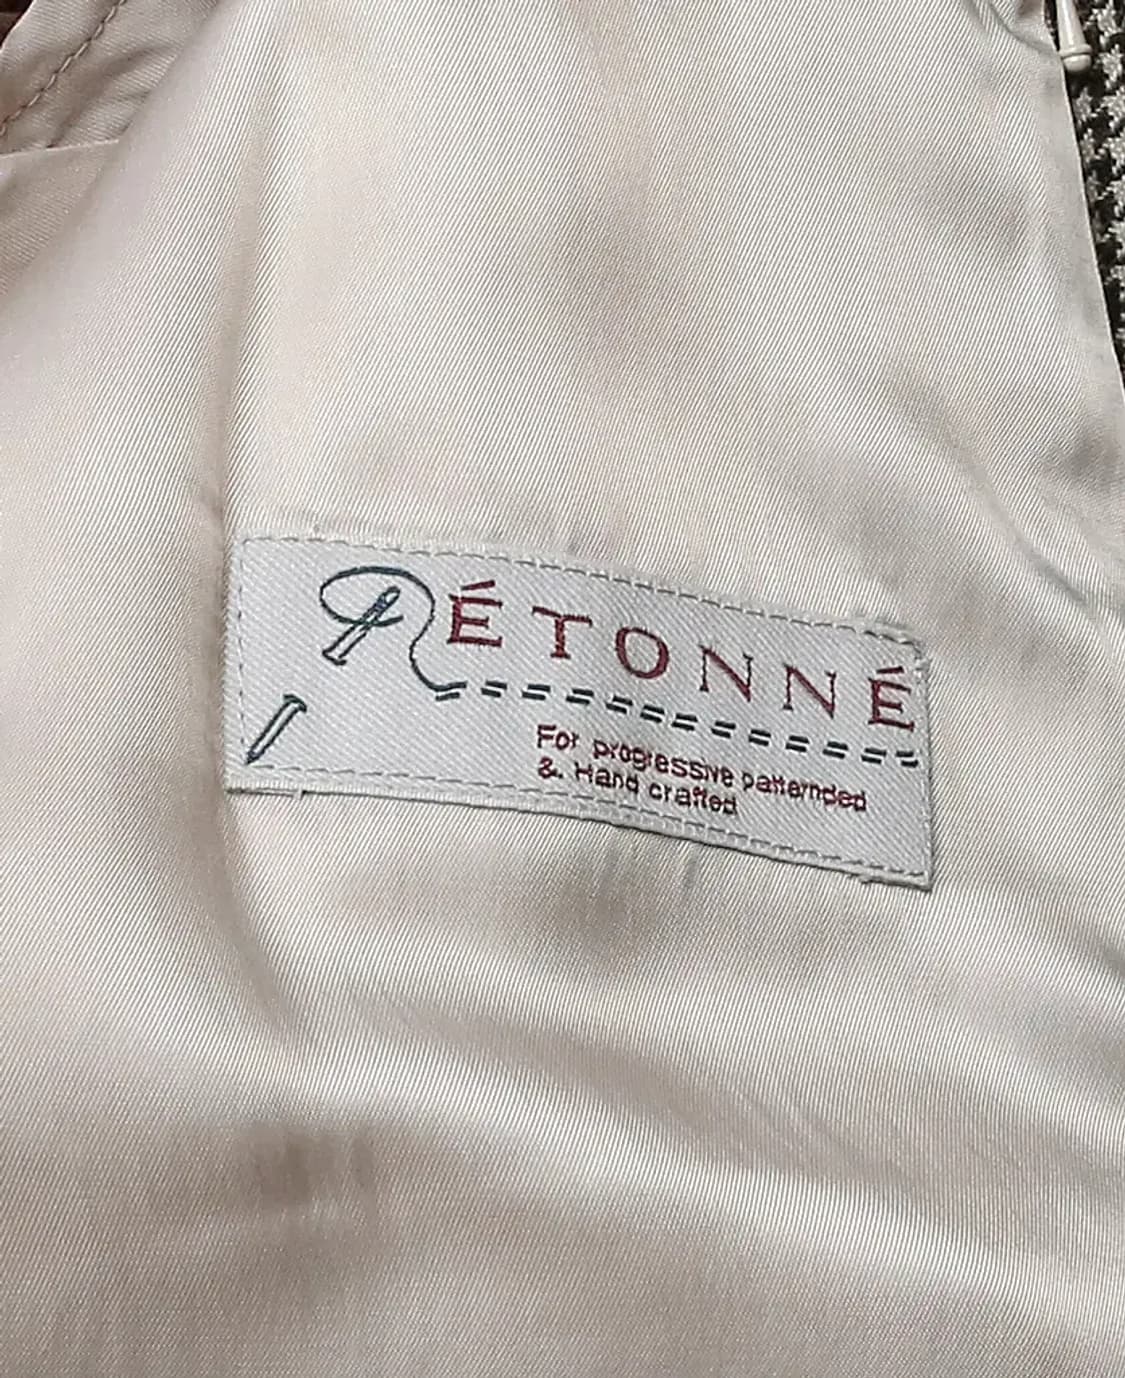 RÉTONNÉ
For progressive patternded
&. Hand crafted